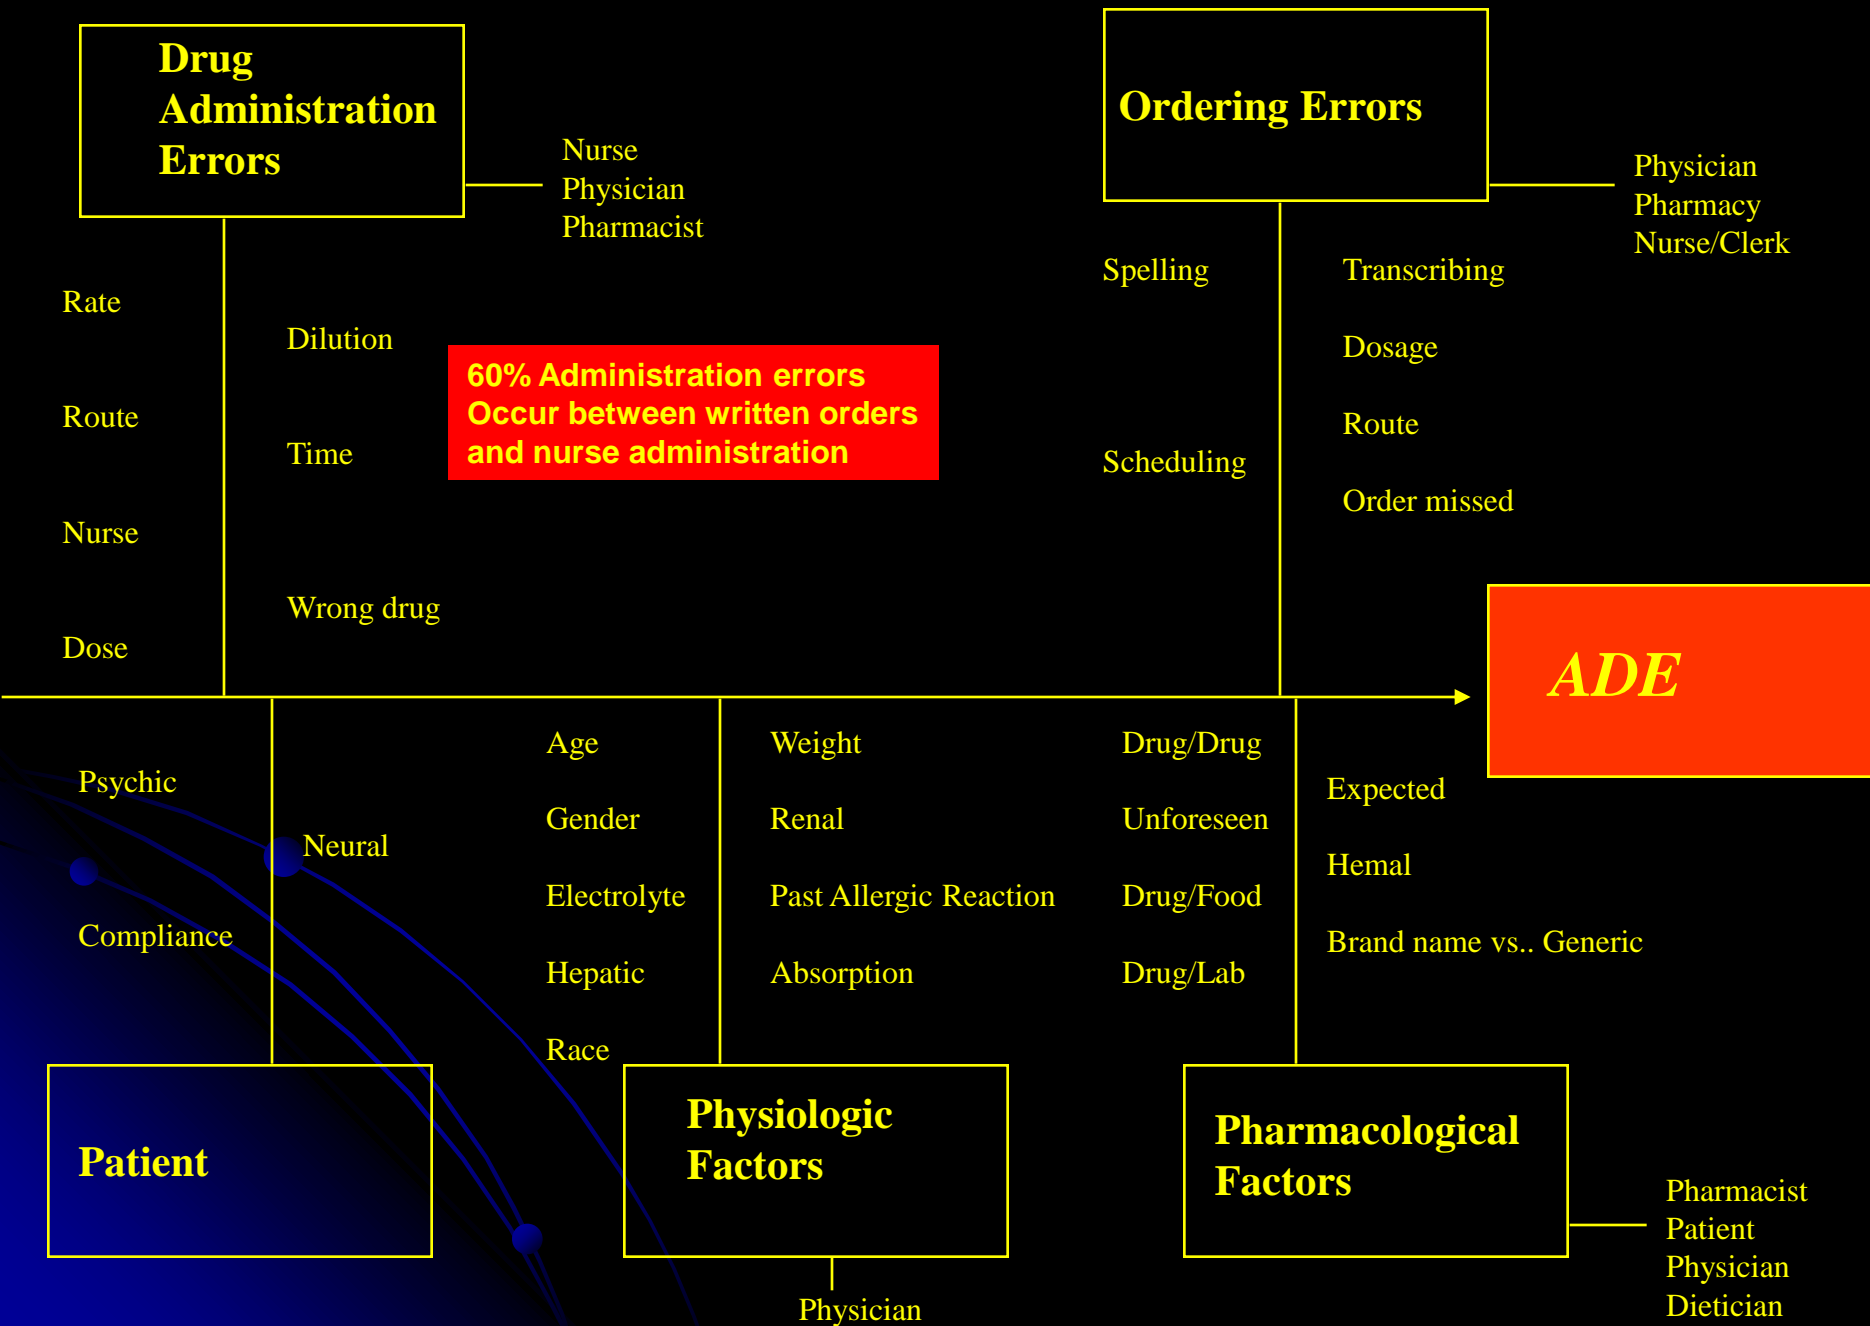 Drug
Administration
Errors
Nurse
Physician
Pharmacist
Ordering Errors
Physician
Pharmacy
Nurse/Clerk
Rate
Route
Nurse
Dose
Dilution
Time
Wrong drug
60% Administration errors
Occur between written orders
and nurse administration
Spelling
Scheduling
Transcribing
Dosage
Route
Order missed
ADE
Psychic
Compliance
Neural
Patient
Age
Gender
Electrolyte
Hepatic
Race
Weight
Renal
Past Allergic Reaction
Absorption
Physiologic
Factors
Physician
Drug/Drug
Unforeseen
Drug/Food
Drug/Lab
Expected
Hemal
Brand name vs.. Generic
Pharmacological
Factors
Pharmacist
Patient
Physician
Dietician